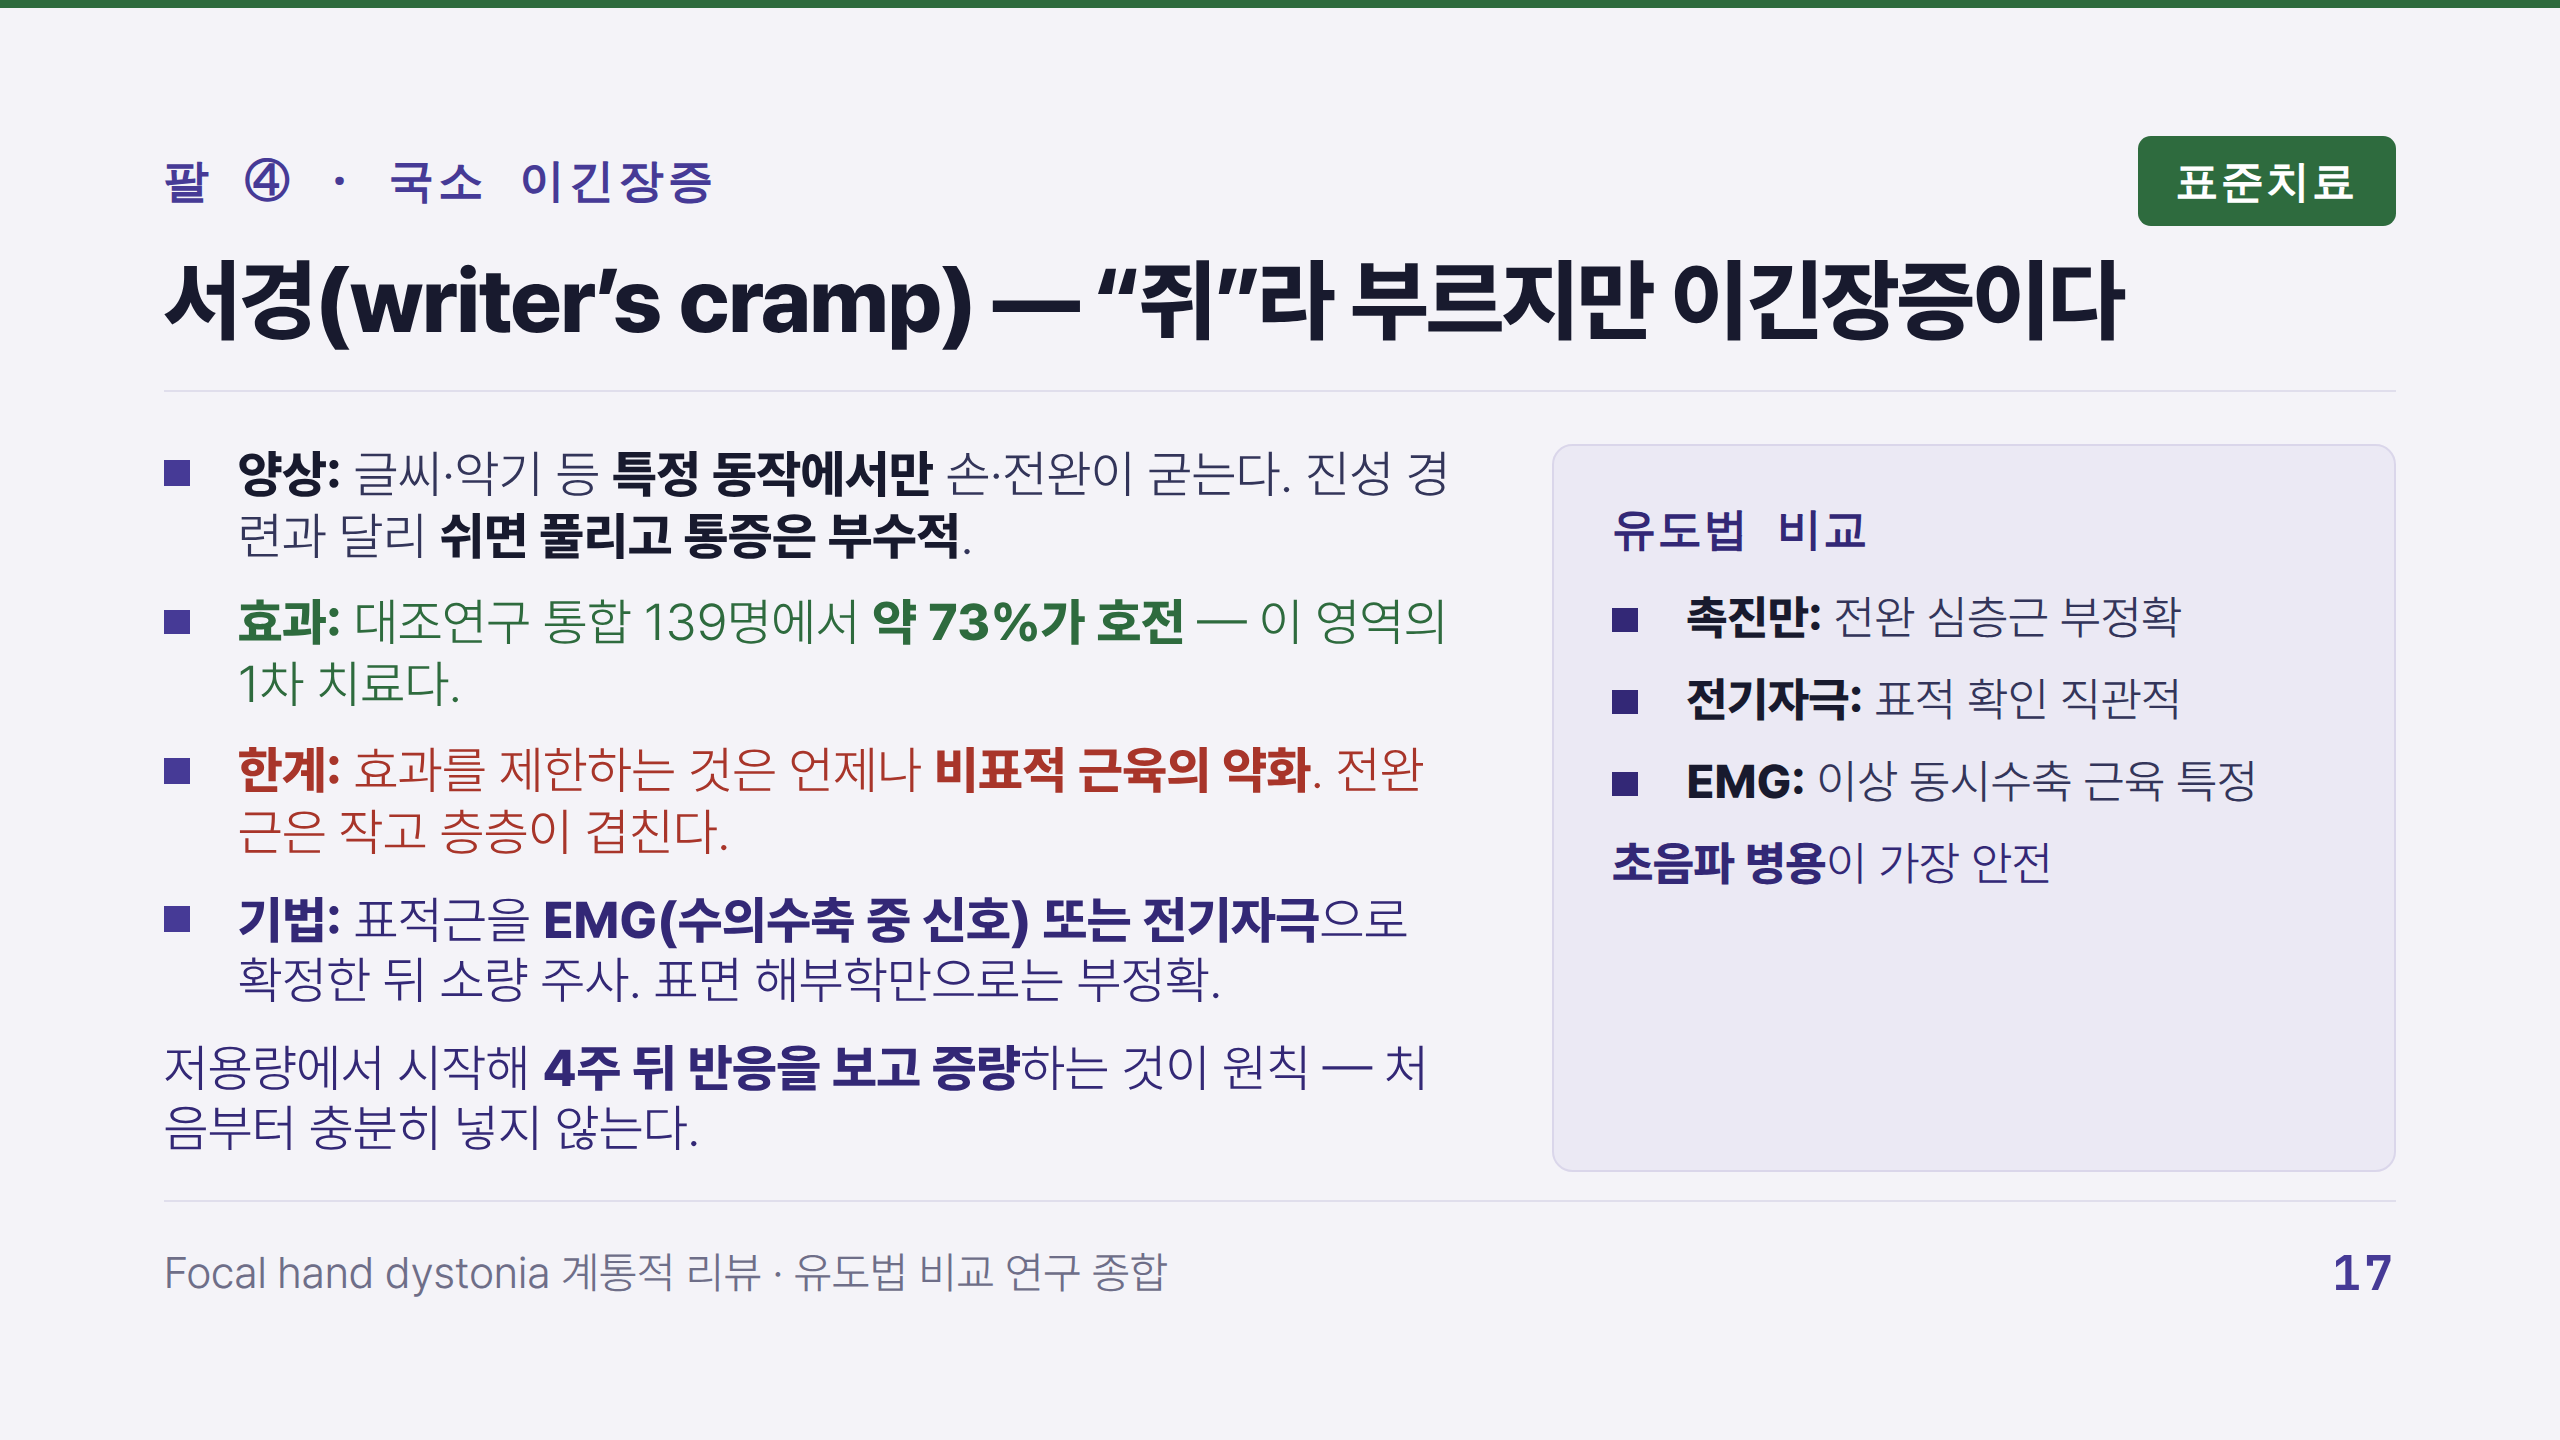 팔 ④ · 국소 이긴장증
표준치료
서경(writer’s cramp) — “쥐”라 부르지만 이긴장증이다
양상: 글씨·악기 등 특정 동작에서만 손·전완이 굳는다. 진성 경
련과 달리 쉬면 풀리고 통증은 부수적.
효과: 대조연구 통합 139명에서 약 73%가 호전 — 이 영역의
1차 치료다.
한계: 효과를 제한하는 것은 언제나 비표적 근육의 약화. 전완
근은 작고 층층이 겹친다.
기법: 표적근을 EMG(수의수축 중 신호) 또는 전기자극으로
확정한 뒤 소량 주사. 표면 해부학만으로는 부정확.
저용량에서 시작해 4주 뒤 반응을 보고 증량하는 것이 원칙 — 처
음부터 충분히 넣지 않는다.
유도법 비교
촉진만: 전완 심층근 부정확
전기자극: 표적 확인 직관적
EMG: 이상 동시수축 근육 특정
초음파 병용이 가장 안전
Focal hand dystonia 계통적 리뷰 · 유도법 비교 연구 종합
17